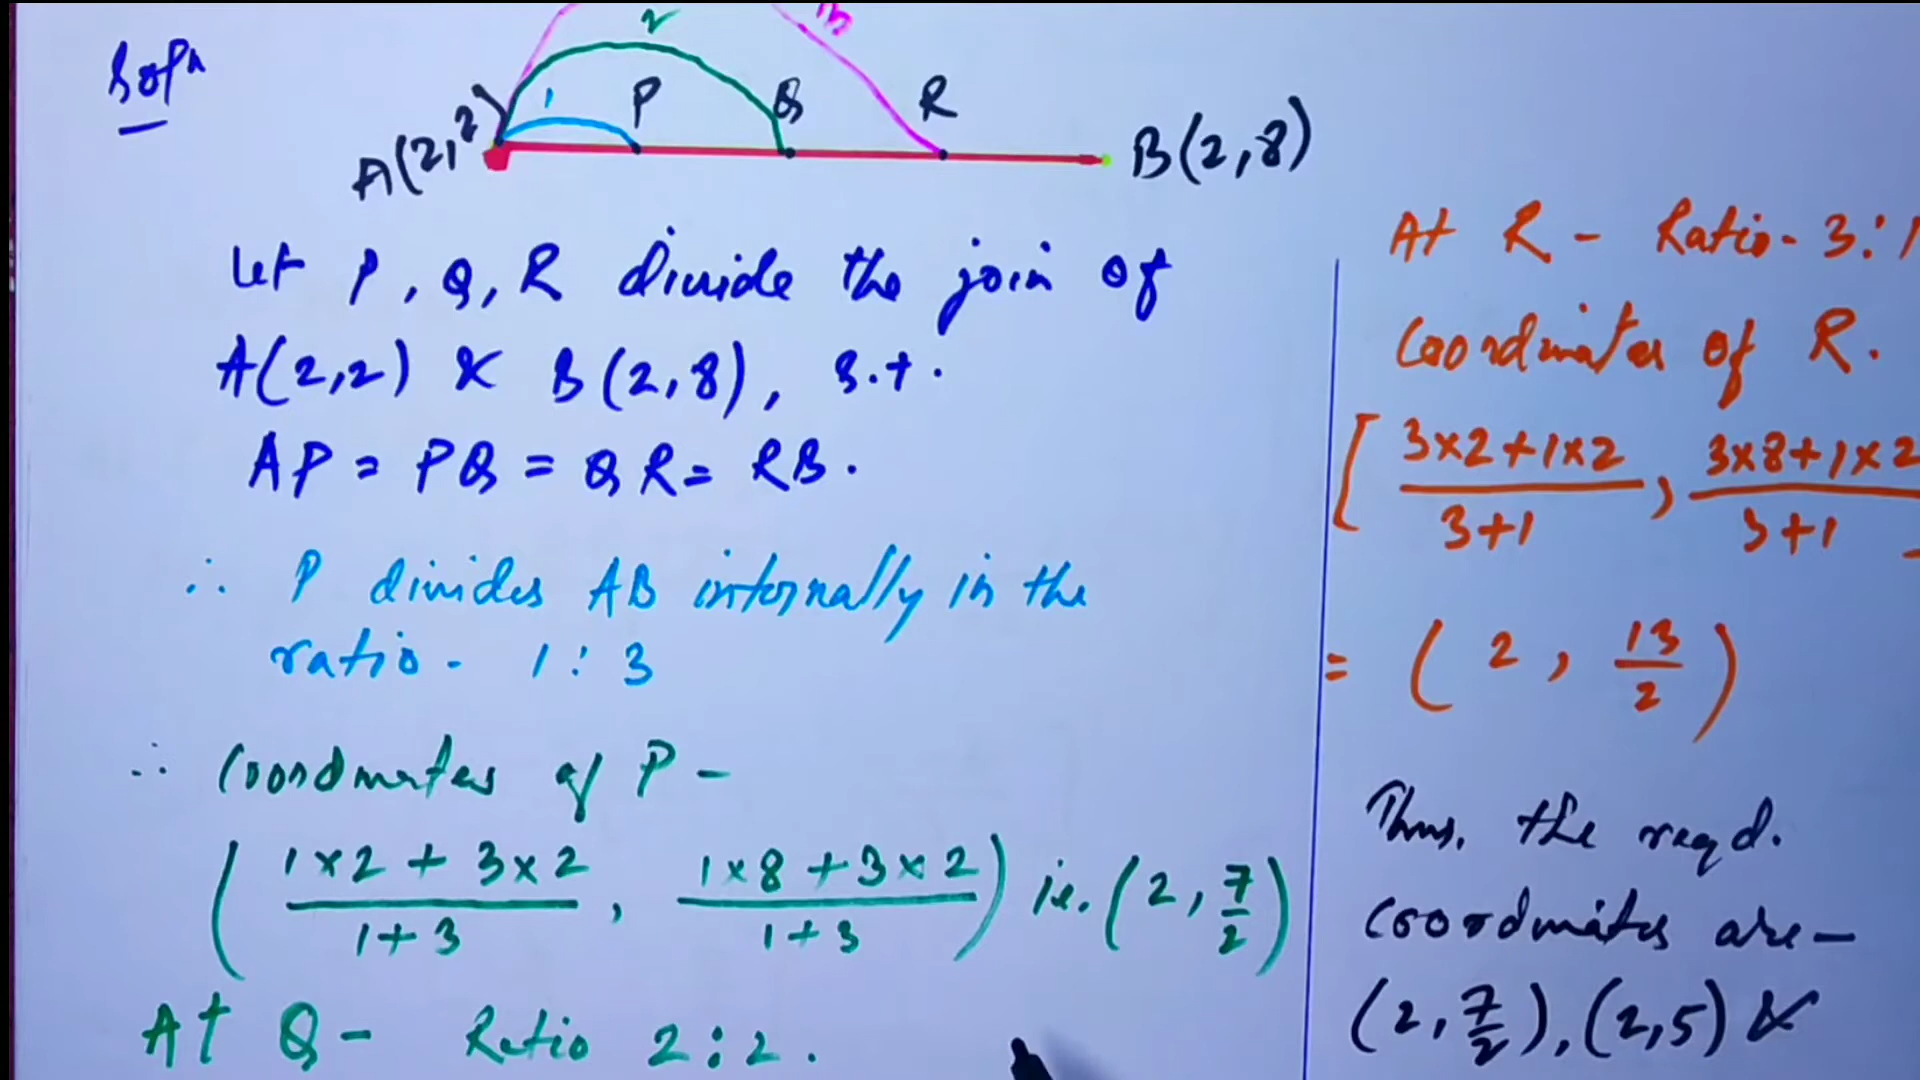 Soln
1 2 3
P Q R
A(2,2) B(2,8)
Let P, Q, R divide the join of
A(2,2) & B(2,8), s.t.
AP = PQ = QR = RB.
∴ P divides AB internally in the
ratio - 1:3
∴ Coordinates of P -
(1×2 + 3×2 / 1+3, 1×8 + 3×2 / 1+3) i.e. (2, 7/2)
At Q - Ratio 2:2.
At R - Ratio - 3:1
Coordinates of R.
[3×2+1×2 / 3+1, 3×8+1×2 / 3+1
= (2, 13/2)
Thus, the reqd.
coordinates are -
(2, 7/2), (2,5) &